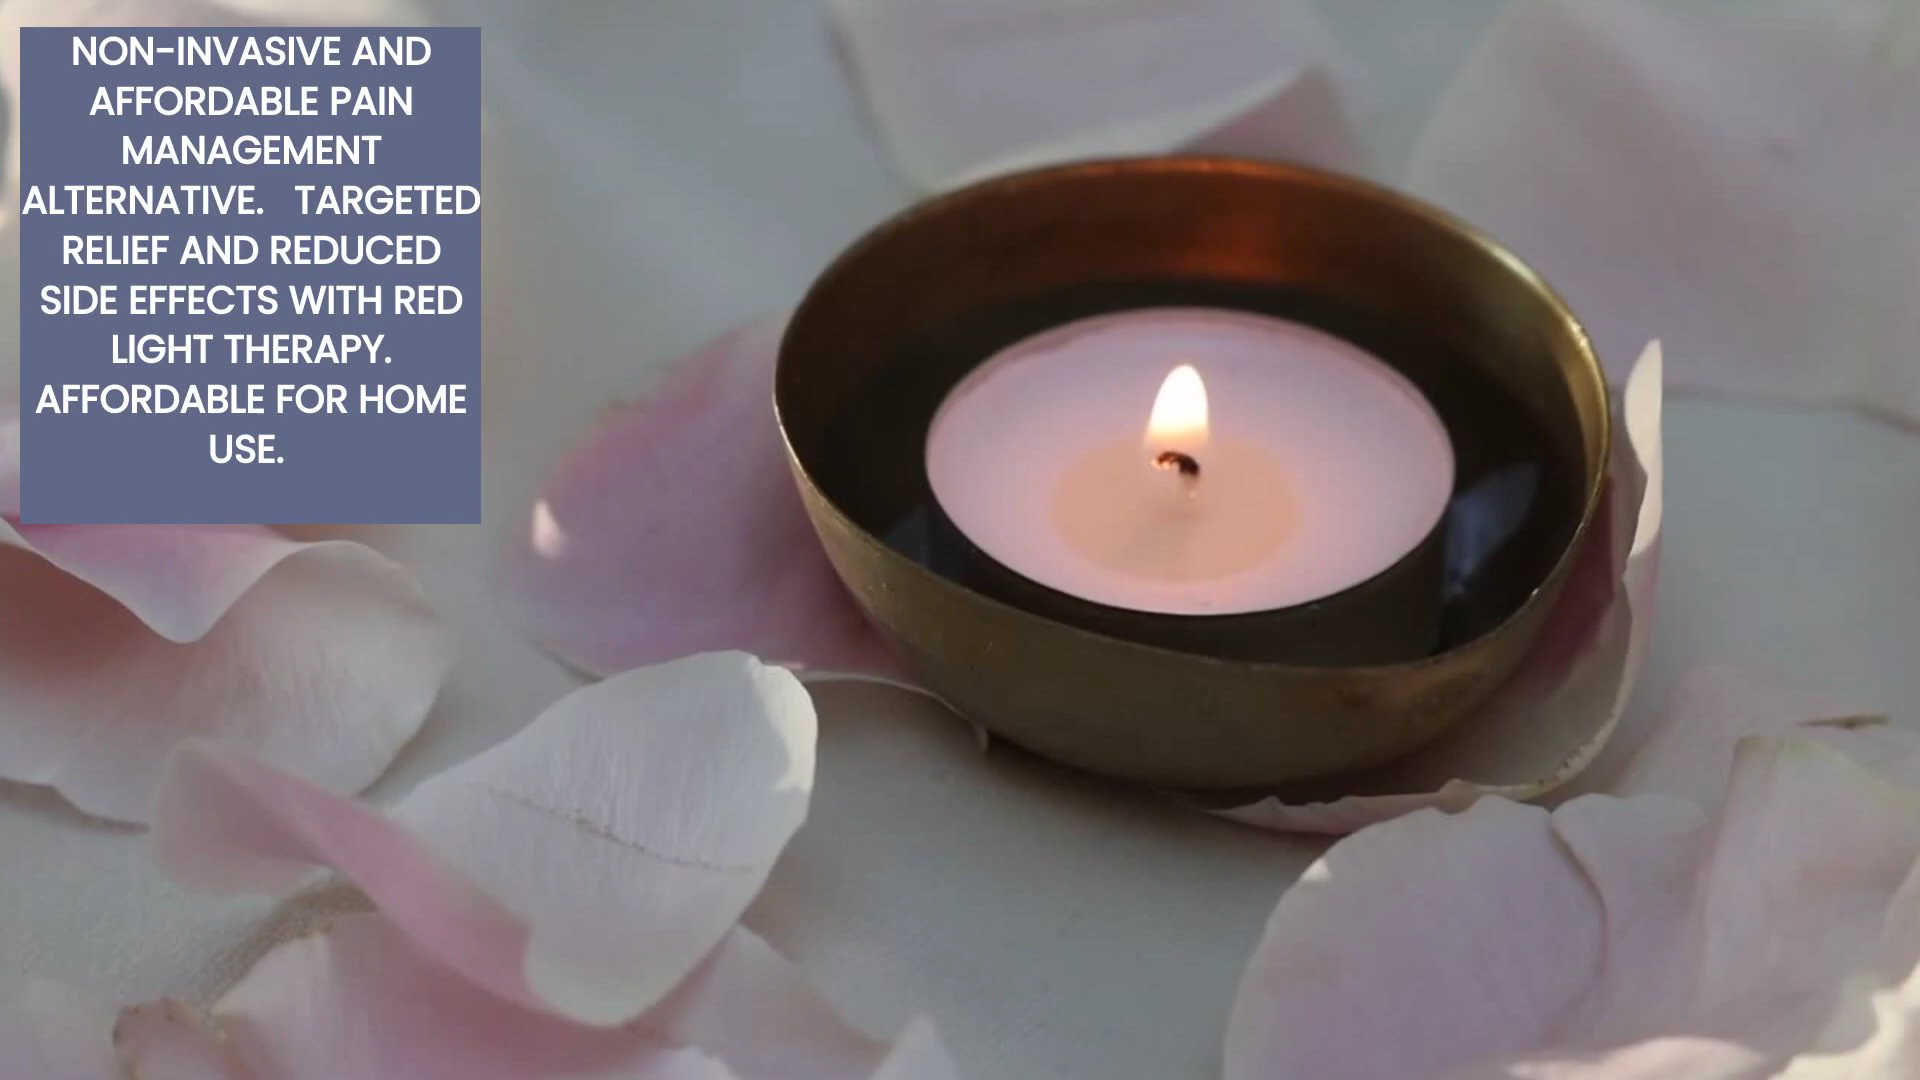 NON-INVASIVE AND
AFFORDABLE PAIN
MANAGEMENT
ALTERNATIVE. TARGETED
RELIEF AND REDUCED
SIDE EFFECTS WITH RED
LIGHT THERAPY.
AFFORDABLE FOR HOME
USE.